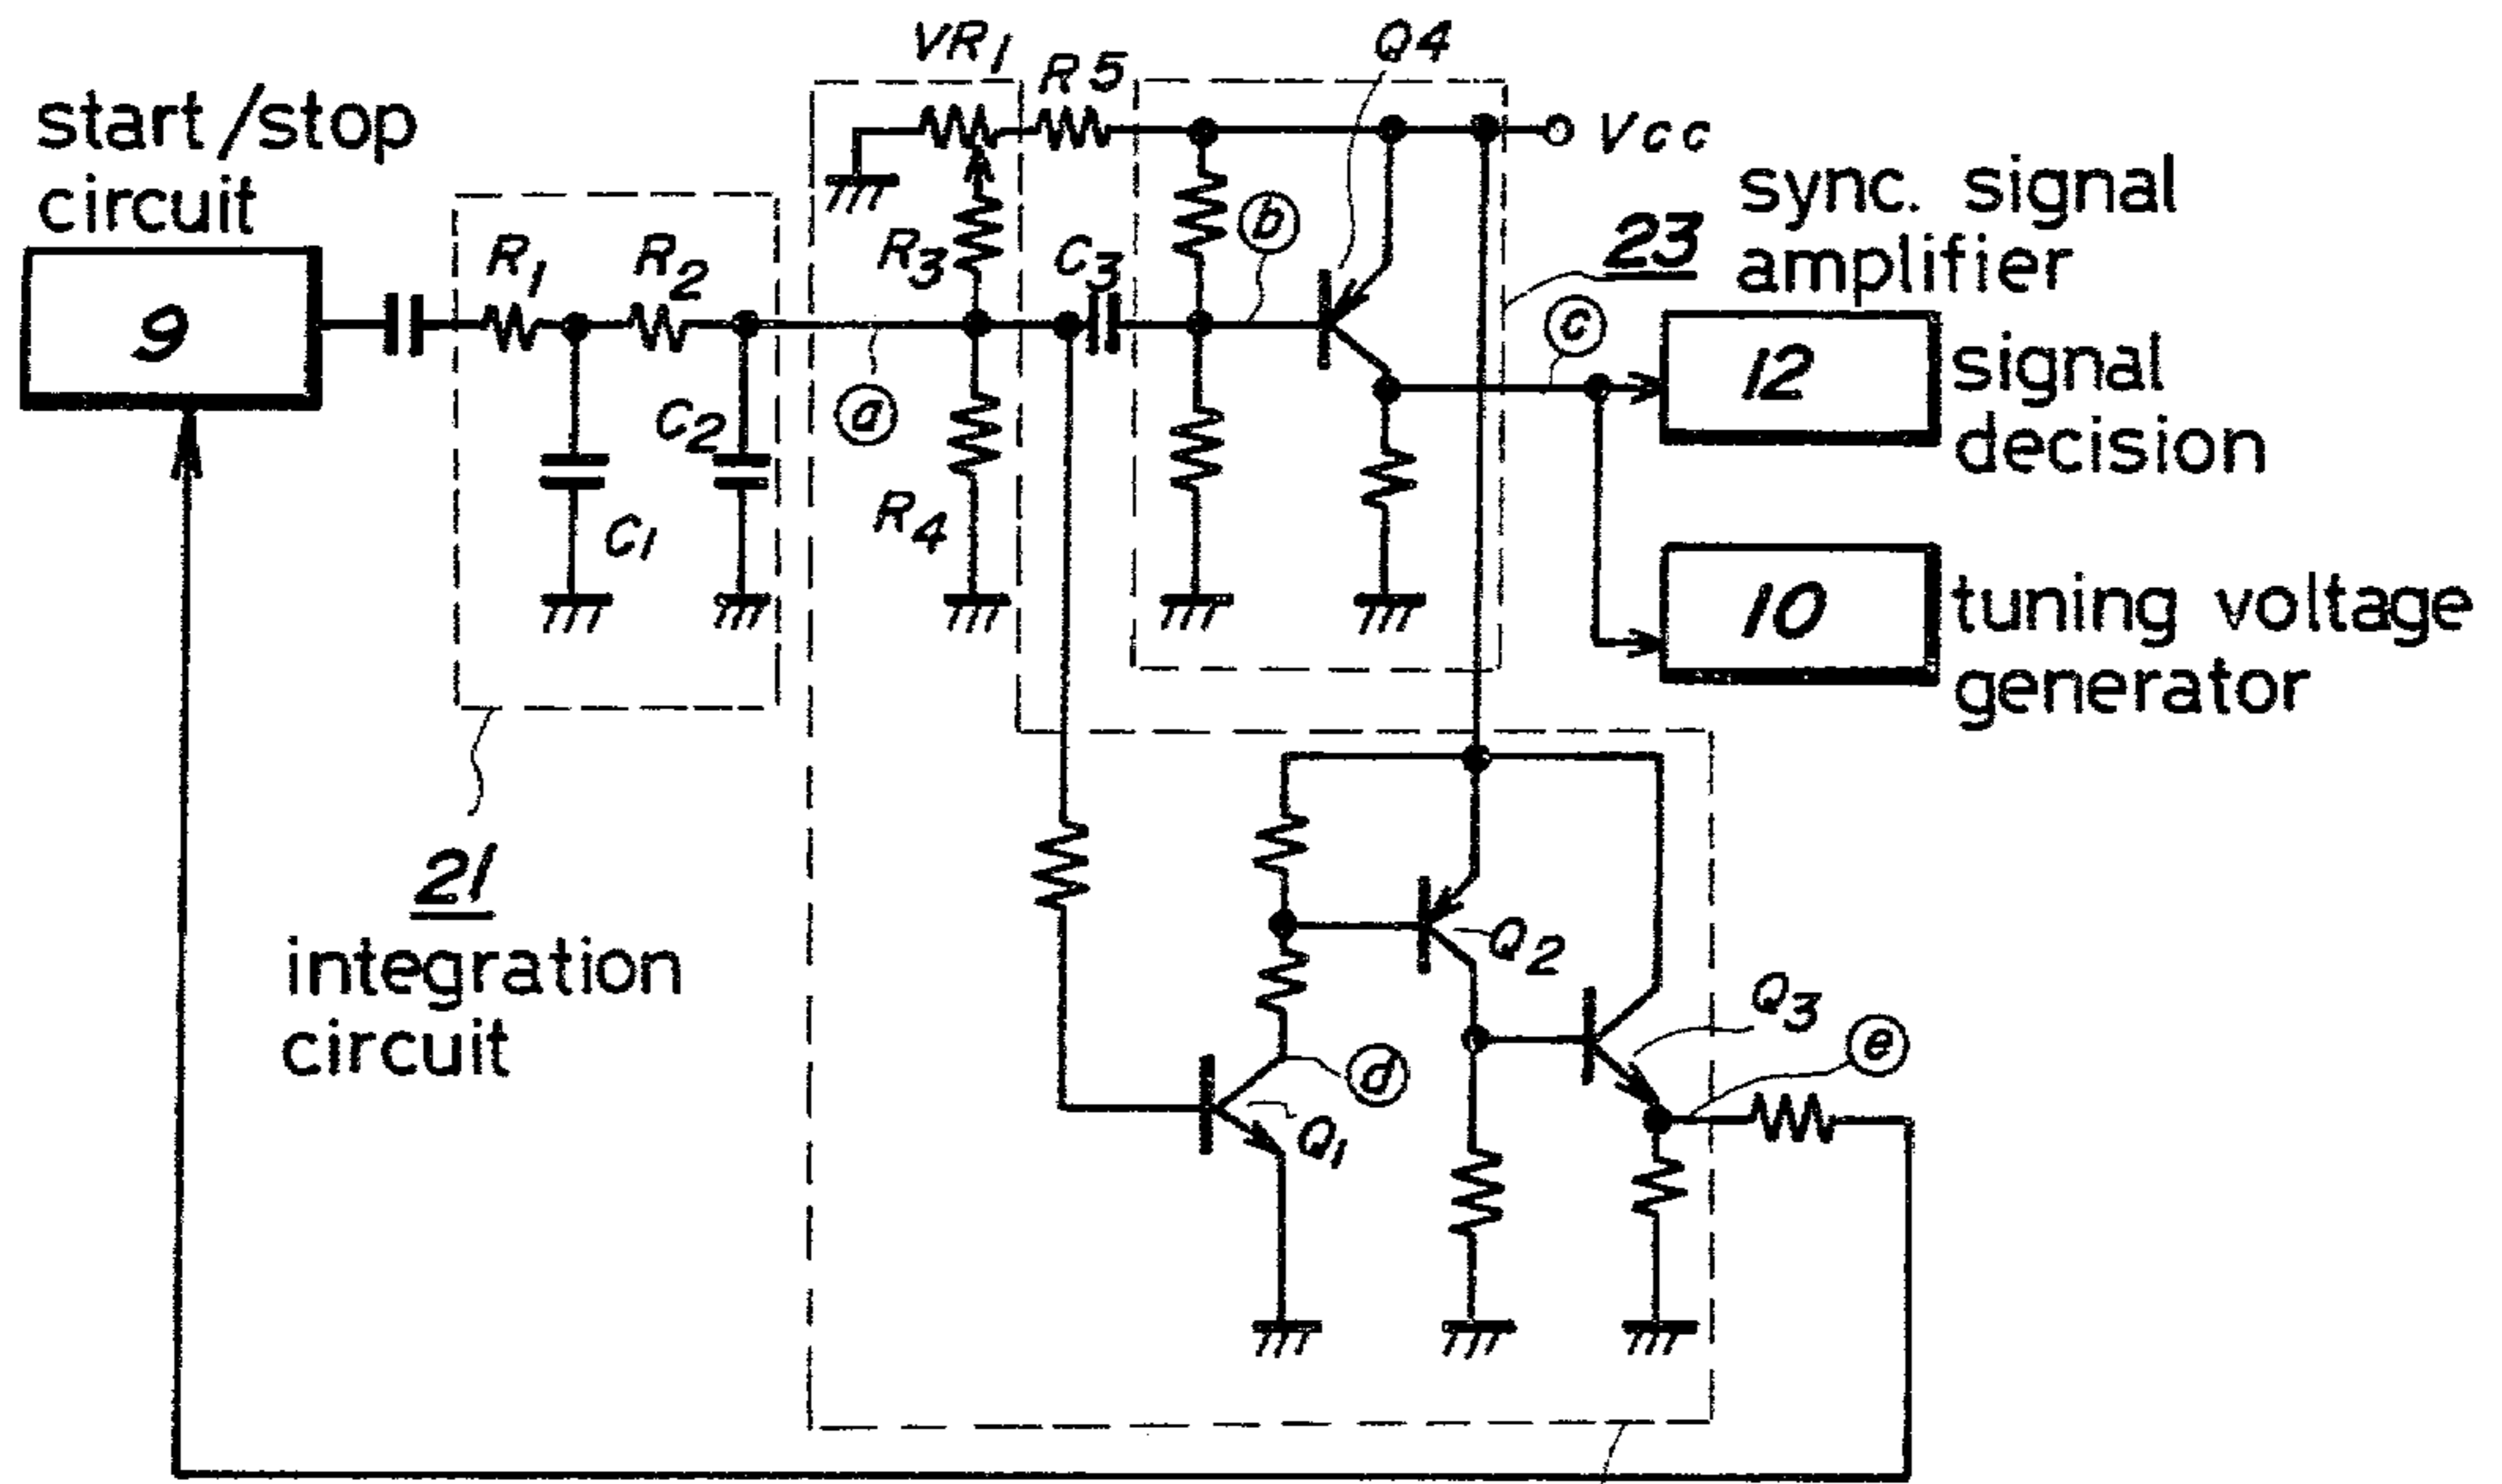 start/stop
circuit
9
R1
R2
C1
C2
21
integration
circuit
VR1
R5
Q4
Vcc
R3
C3
R4
a
b
23
sync. signal
amplifier
c
12
signal
decision
10
tuning voltage
generator
Q2
Q3
e
d
Q1